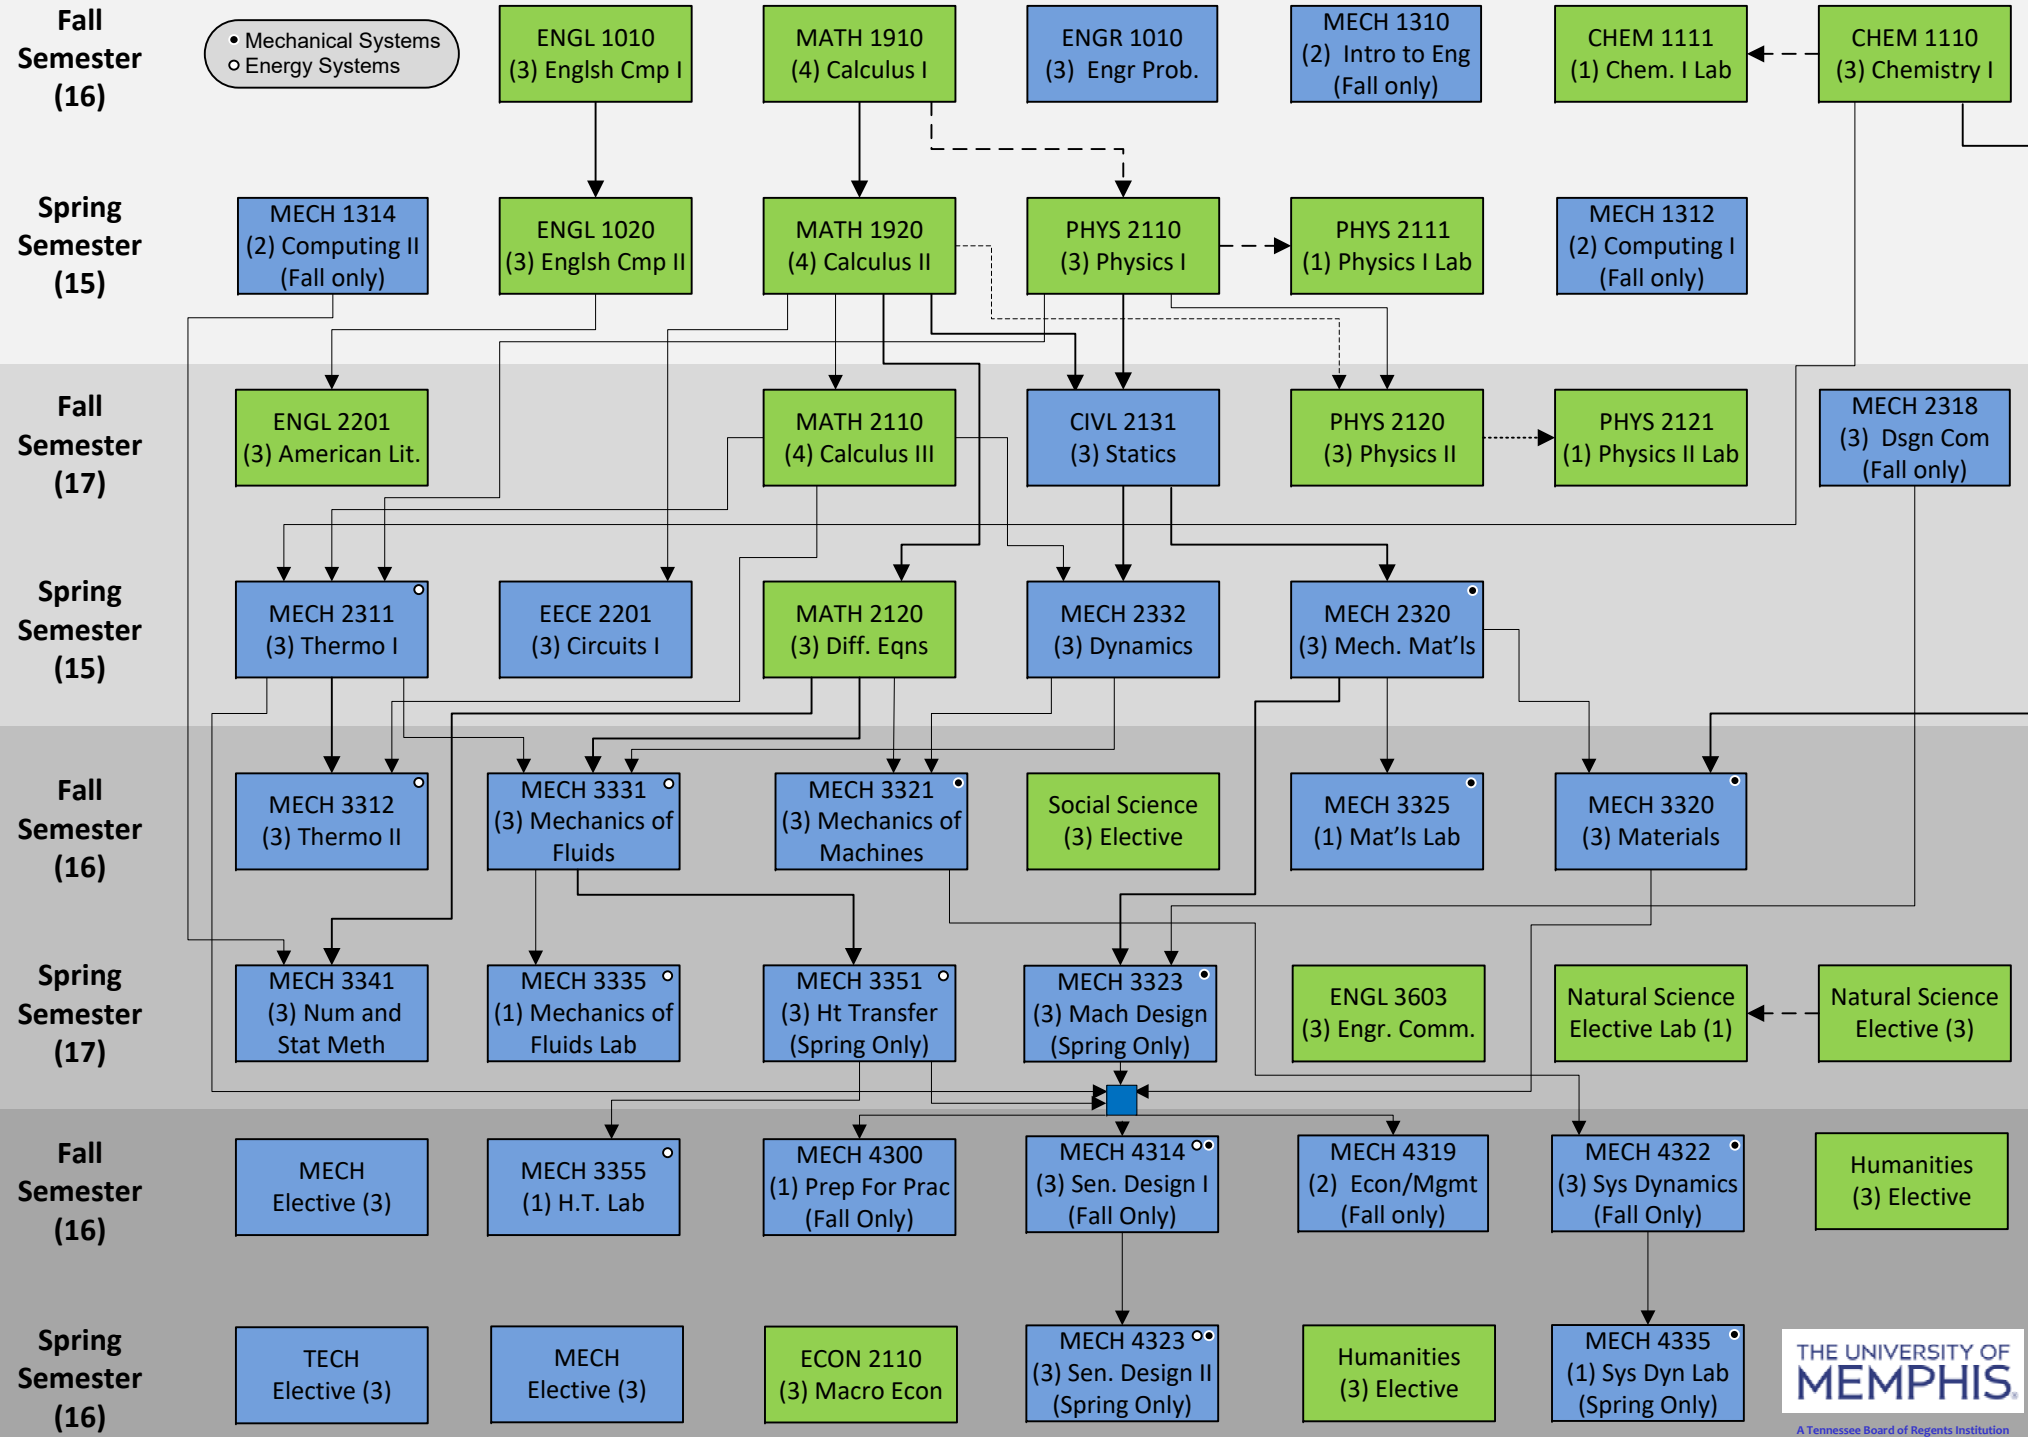 Fall
Semester
(16)
• Mechanical Systems
○ Energy Systems
ENGL 1010
(3) Englsh Cmp I
MATH 1910
(4) Calculus I
ENGR 1010
(3) Engr Prob.
MECH 1310
(2) Intro to Eng
(Fall only)
CHEM 1111
(1) Chem. I Lab
CHEM 1110
(3) Chemistry I
Spring
Semester
(15)
MECH 1314
(2) Computing II
(Fall only)
ENGL 1020
(3) Englsh Cmp II
MATH 1920
(4) Calculus II
PHYS 2110
(3) Physics I
PHYS 2111
(1) Physics I Lab
MECH 1312
(2) Computing I
(Fall only)
Fall
Semester
(17)
ENGL 2201
(3) American Lit.
MATH 2110
(4) Calculus III
CIVL 2131
(3) Statics
PHYS 2120
(3) Physics II
PHYS 2121
(1) Physics II Lab
MECH 2318
(3) Dsgn Com
(Fall only)
Spring
Semester
(15)
MECH 2311
(3) Thermo I
EECE 2201
(3) Circuits I
MATH 2120
(3) Diff. Eqns
MECH 2332
(3) Dynamics
MECH 2320
(3) Mech. Mat’ls
Fall
Semester
(16)
MECH 3312
(3) Thermo II
MECH 3331
(3) Mechanics of
Fluids
MECH 3321
(3) Mechanics of
Machines
Social Science
(3) Elective
MECH 3325
(1) Mat’ls Lab
MECH 3320
(3) Materials
Spring
Semester
(17)
MECH 3341
(3) Num and
Stat Meth
MECH 3335
(1) Mechanics of
Fluids Lab
MECH 3351
(3) Ht Transfer
(Spring Only)
MECH 3323
(3) Mach Design
(Spring Only)
ENGL 3603
(3) Engr. Comm.
Natural Science
Elective Lab (1)
Natural Science
Elective (3)
Fall
Semester
(16)
MECH
Elective (3)
MECH 3355
(1) H.T. Lab
MECH 4300
(1) Prep For Prac
(Fall Only)
MECH 4314
(3) Sen. Design I
(Fall Only)
MECH 4319
(2) Econ/Mgmt
(Fall only)
MECH 4322
(3) Sys Dynamics
(Fall Only)
Humanities
(3) Elective
Spring
Semester
(16)
TECH
Elective (3)
MECH
Elective (3)
ECON 2110
(3) Macro Econ
MECH 4323
(3) Sen. Design II
(Spring Only)
Humanities
(3) Elective
MECH 4335
(1) Sys Dyn Lab
(Spring Only)
THE UNIVERSITY OF
MEMPHIS
A Tennessee Board of Regents Institution